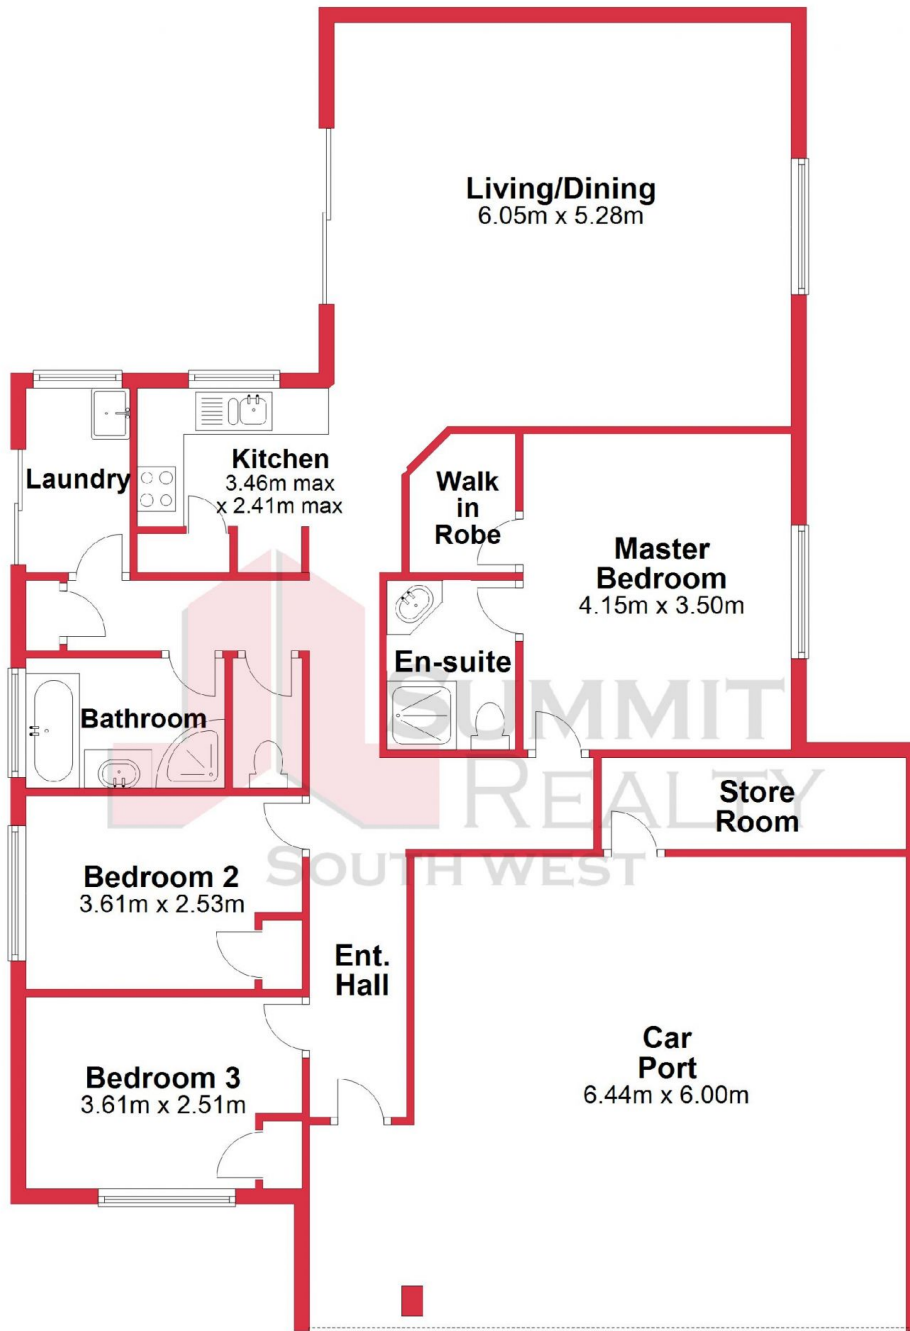 Living/Dining
6.05m x 5.28m
Laundry
Kitchen
3.46m max
x 2.41m max
Walk
in
Robe
Master
Bedroom
4.15m x 3.50m
En-suite
Bathroom
SUMMIT
REALTY
SOUTH WEST
Store
Room
Bedroom 2
3.61m x 2.53m
Ent.
Hall
Bedroom 3
3.61m x 2.51m
Car
Port
6.44m x 6.00m